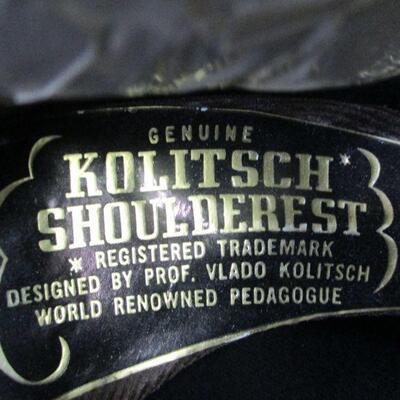 GENUINE
KOLITSCH*
SHOULDEREST
* REGISTERED TRADEMARK
DESIGNED BY PROF. VLADO KOLITSCH
WORLD RENOWNED PEDAGOGUE